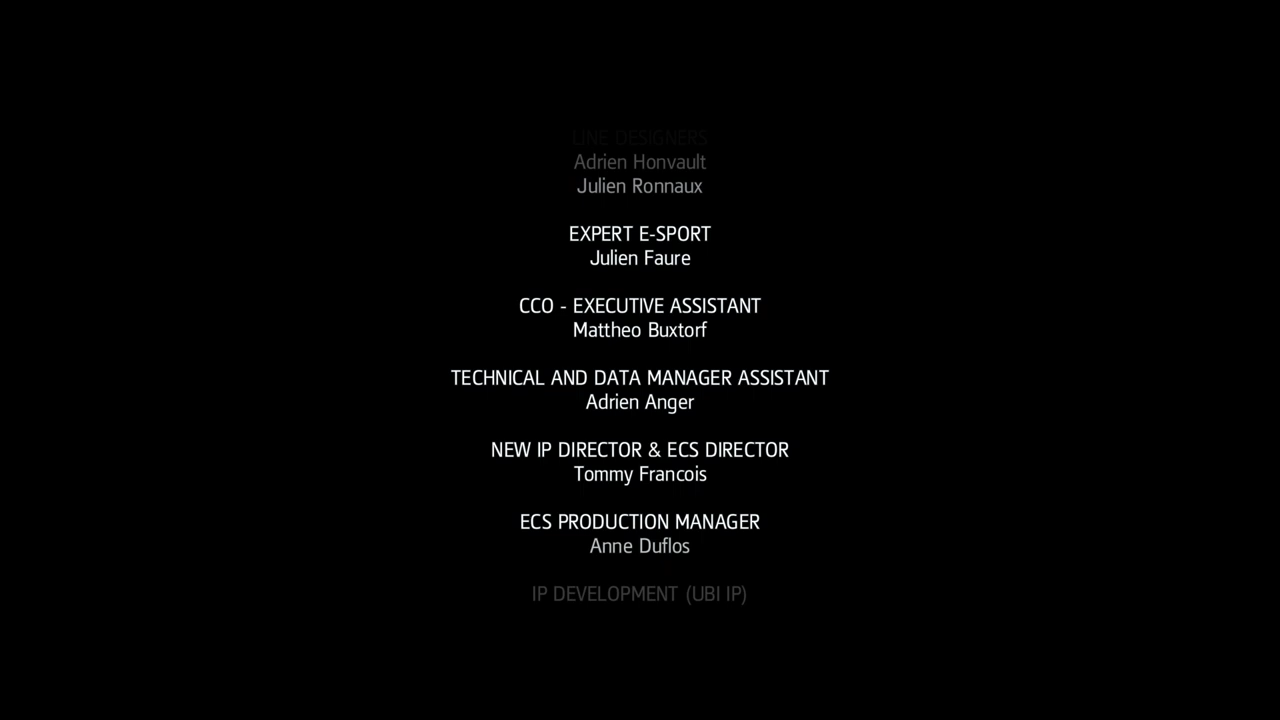 LINE DESIGNERS
Adrien Honvault
Julien Ronnaux
EXPERT E-SPORT
Julien Faure
CCO - EXECUTIVE ASSISTANT
Mattheo Buxtorf
TECHNICAL AND DATA MANAGER ASSISTANT
Adrien Anger
NEW IP DIRECTOR & ECS DIRECTOR
Tommy Francois
ECS PRODUCTION MANAGER
Anne Duflos
IP DEVELOPMENT (UBI IP)